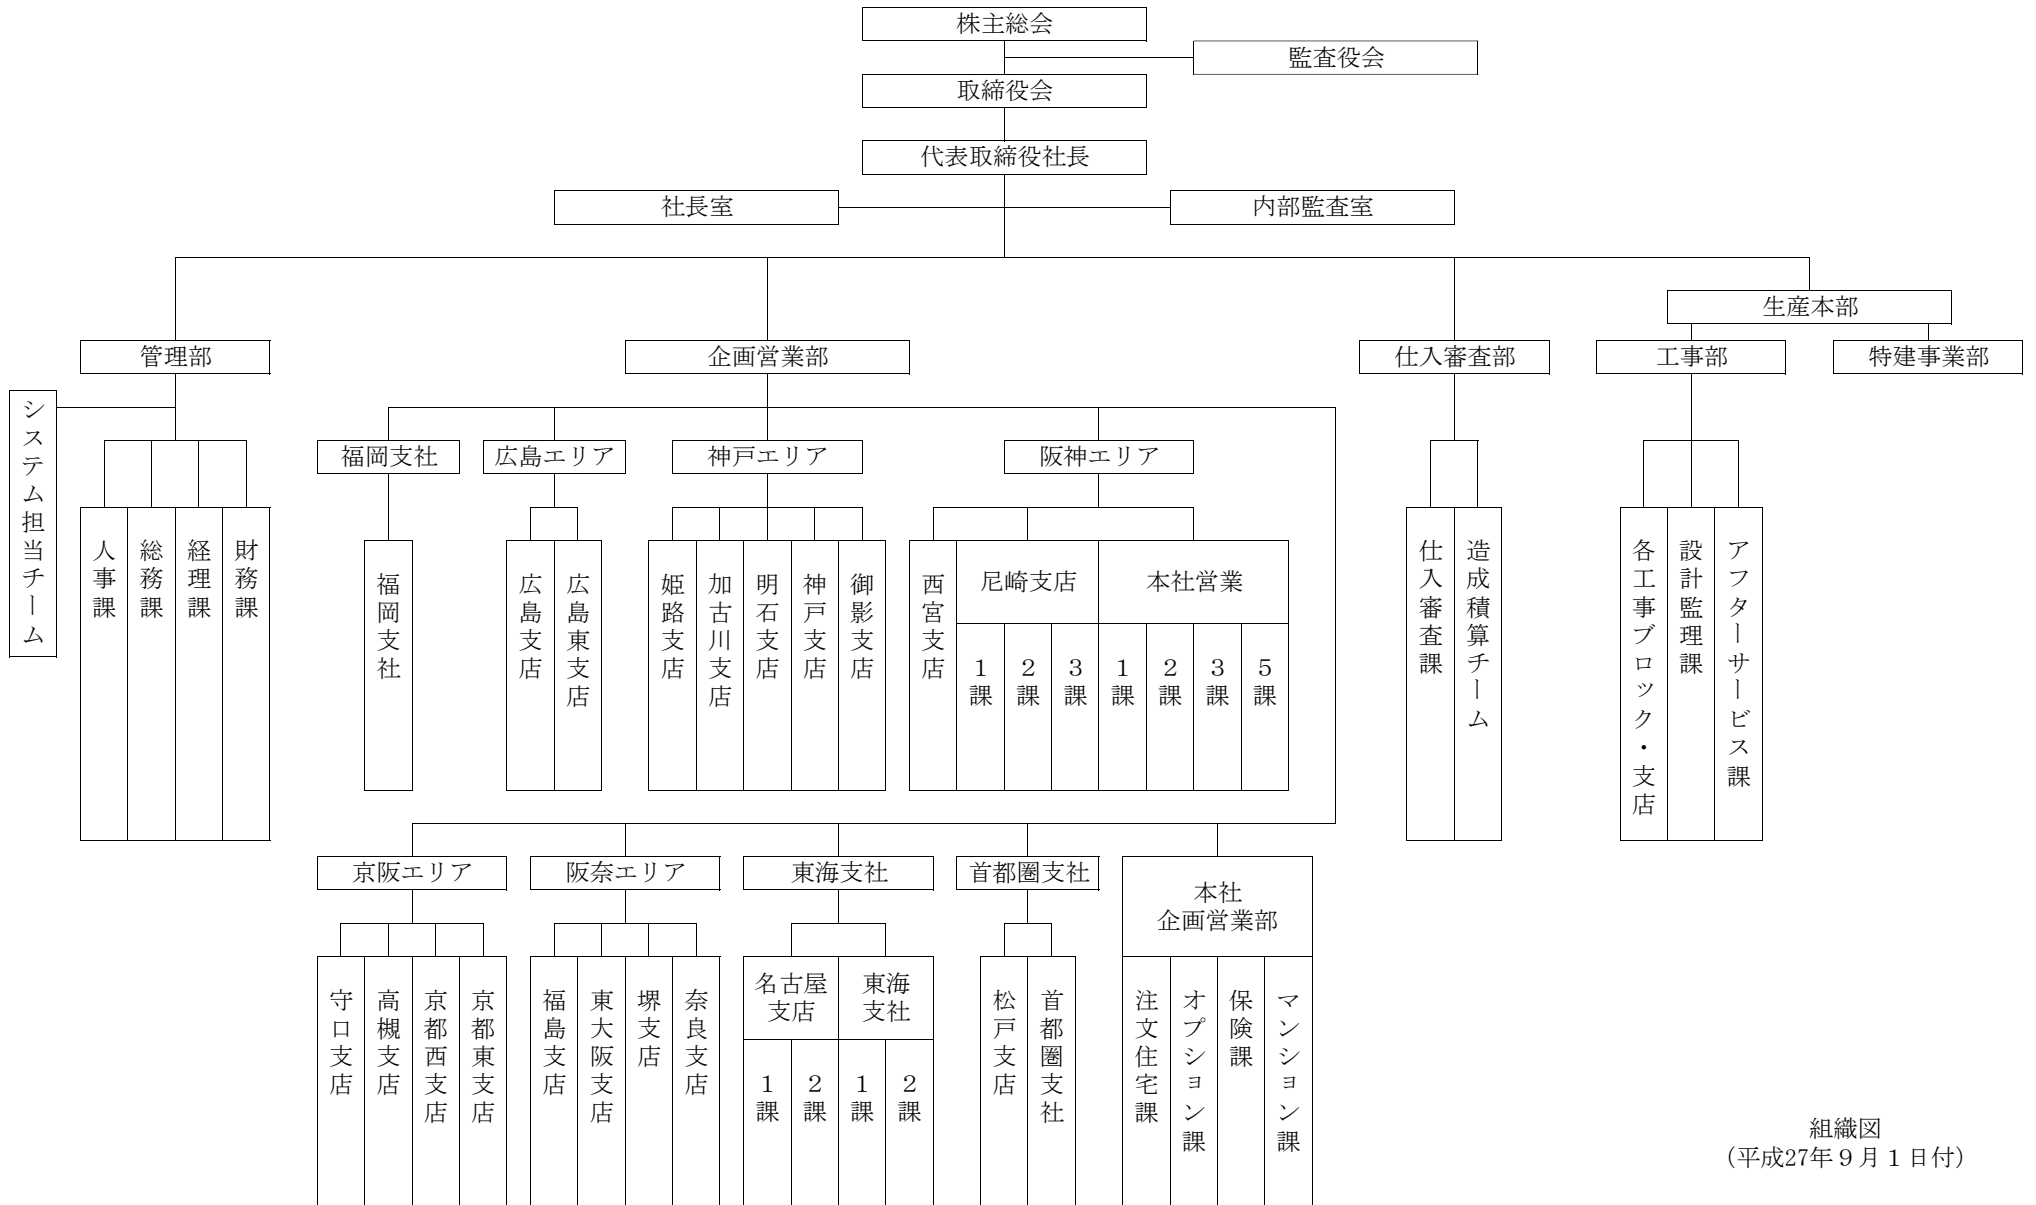 株主総会
監査役会
取締役会
代表取締役社長
社長室
内部監査室
生産本部
管理部
企画営業部
仕入審査部
工事部
特建事業部
システム担当チーム
福岡支社
広島エリア
神戸エリア
阪神エリア
人事課
総務課
経理課
財務課
福岡支社
広島支店
広島東支店
姫路支店
加古川支店
明石支店
神戸支店
御影支店
西宮支店
尼崎支店
1課
2課
3課
本社営業
1課
2課
3課
5課
仕入審査課
造成積算チーム
各工事ブロック・支店
設計監理課
アフターサービス課
京阪エリア
阪奈エリア
東海支社
首都圏支社
本社
企画営業部
守口支店
高槻支店
京都西支店
京都東支店
福島支店
東大阪支店
堺支店
奈良支店
名古屋
支店
1課
2課
東海
支社
1課
2課
松戸支店
首都圏支社
注文住宅課
オプション課
保険課
マンション課
組織図
（平成27年９月１日付）